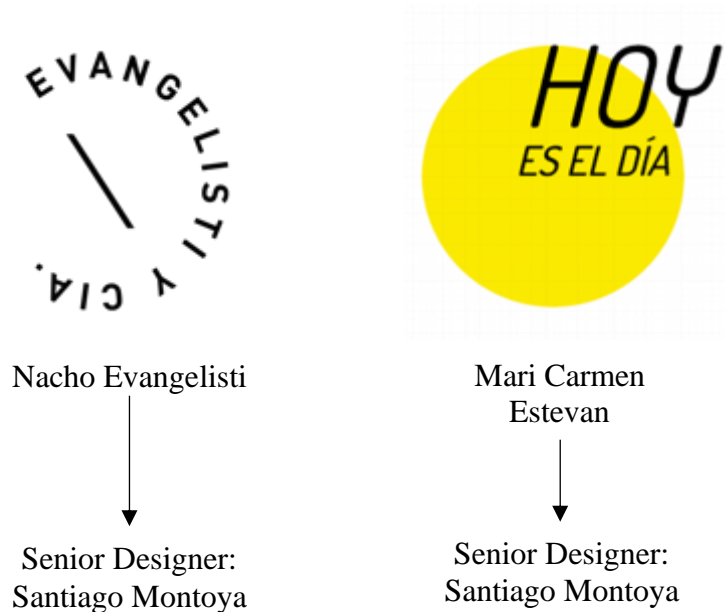 EVANGELISTI Y CIA.
HOY
ES EL DÍA
Nacho Evangelisti
Mari Carmen
Estevan
Senior Designer:
Santiago Montoya
Senior Designer:
Santiago Montoya